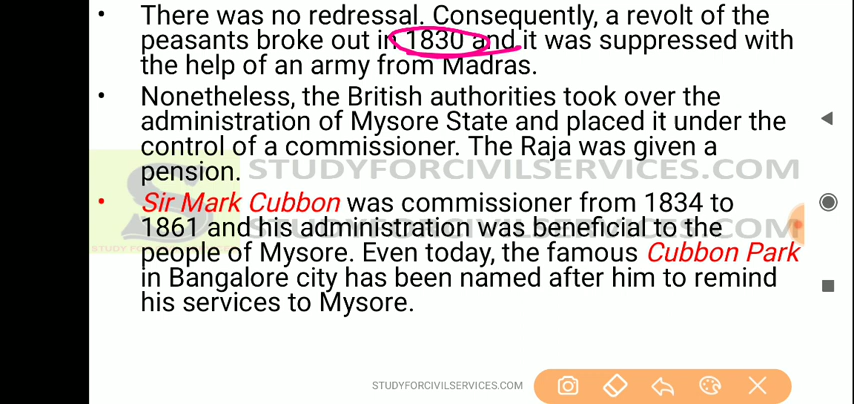 • There was no redressal. Consequently, a revolt of the
peasants broke out in 1830 and it was suppressed with
the help of an army from Madras.
• Nonetheless, the British authorities took over the
administration of Mysore State and placed it under the
control of a commissioner. The Raja was given a
pension.
STUDYFORCIVILSERVICES.COM
• Sir Mark Cubbon was commissioner from 1834 to
1861 and his administration was beneficial to the
STUDYFORCIVILSERVICES.COM
STUDY FOR
people of Mysore. Even today, the famous Cubbon Park
in Bangalore city has been named after him to remind
his services to Mysore.
STUDYFORCIVILSERVICES.COM